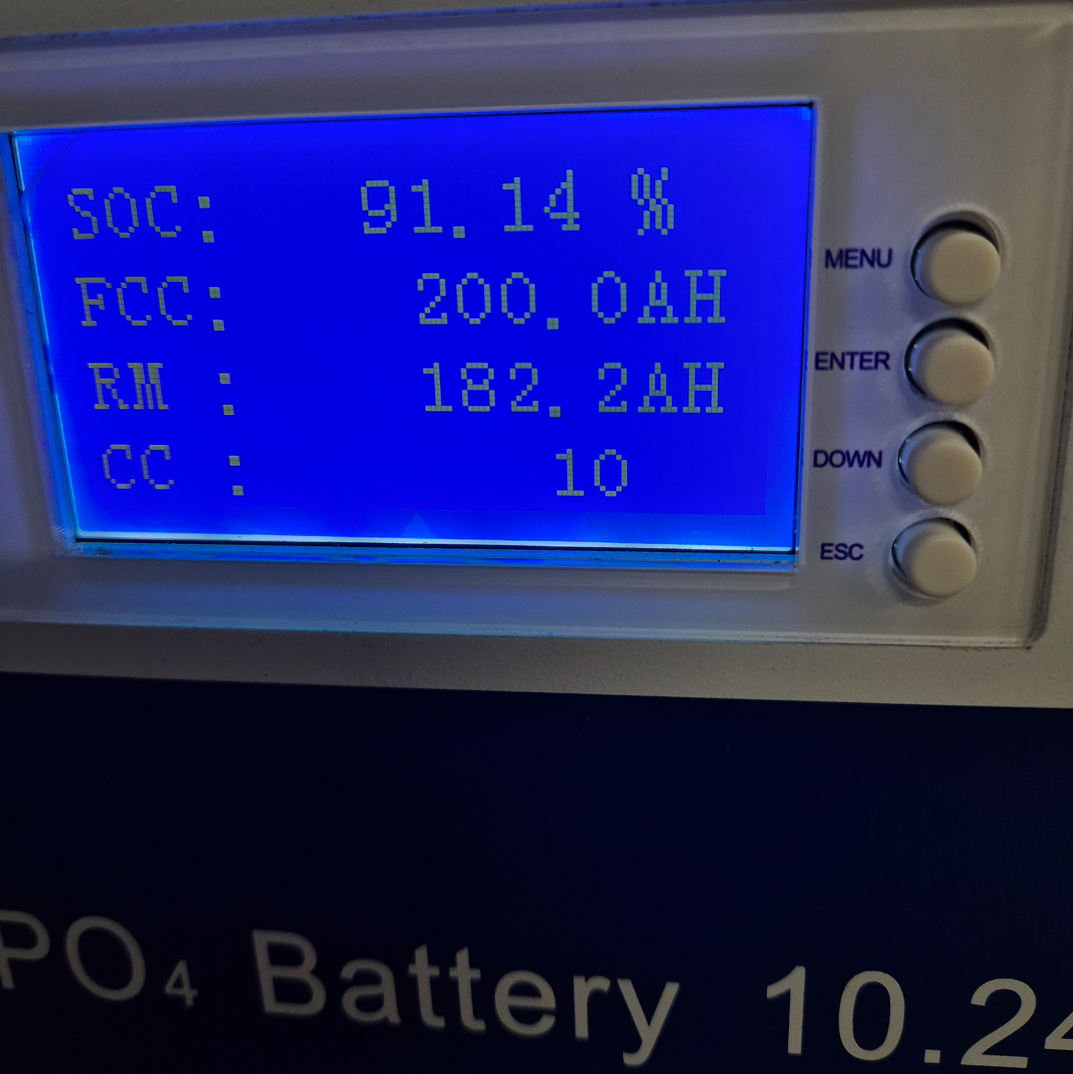 SOC: 91.14 %
FCC: 200.0AH
RM : 182.2AH
CC : 10
MENU
ENTER
DOWN
ESC
PO₄ Battery 10.24